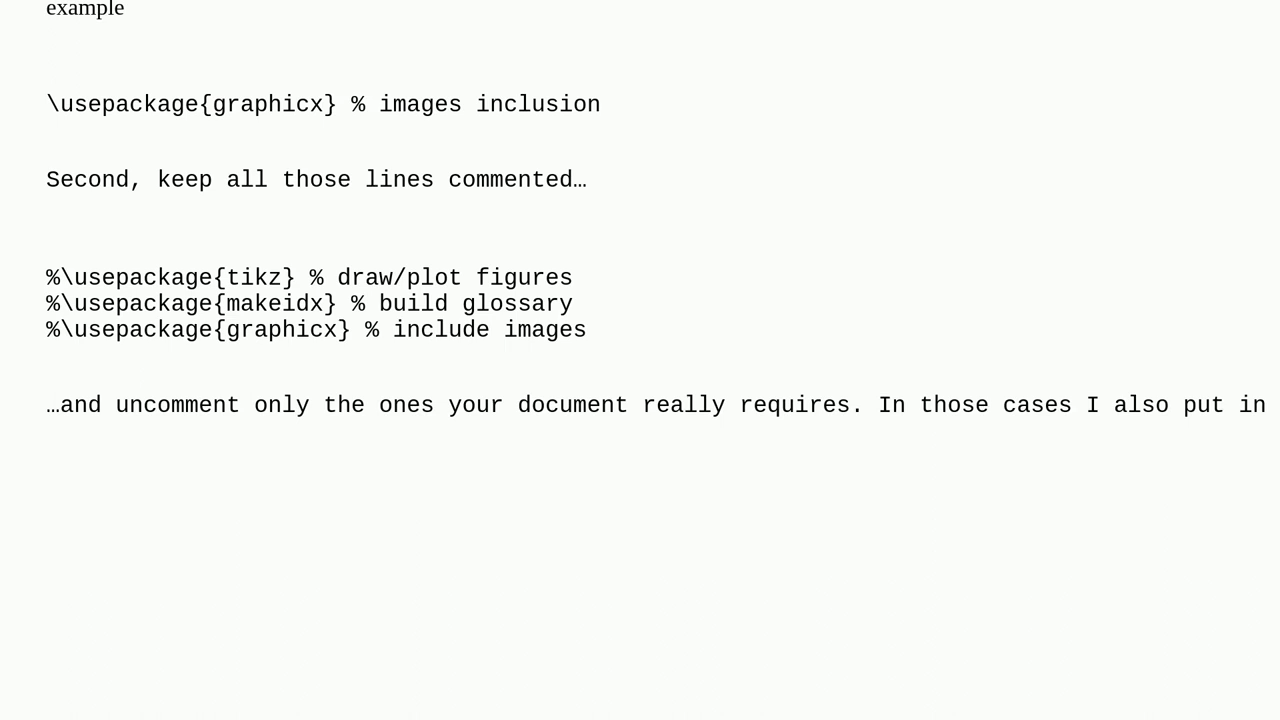 example
\usepackage{graphicx} % images inclusion
Second, keep all those lines commented…
%\usepackage{tikz} % draw/plot figures
%\usepackage{makeidx} % build glossary
%\usepackage{graphicx} % include images
…and uncomment only the ones your document really requires. In those cases I also put in